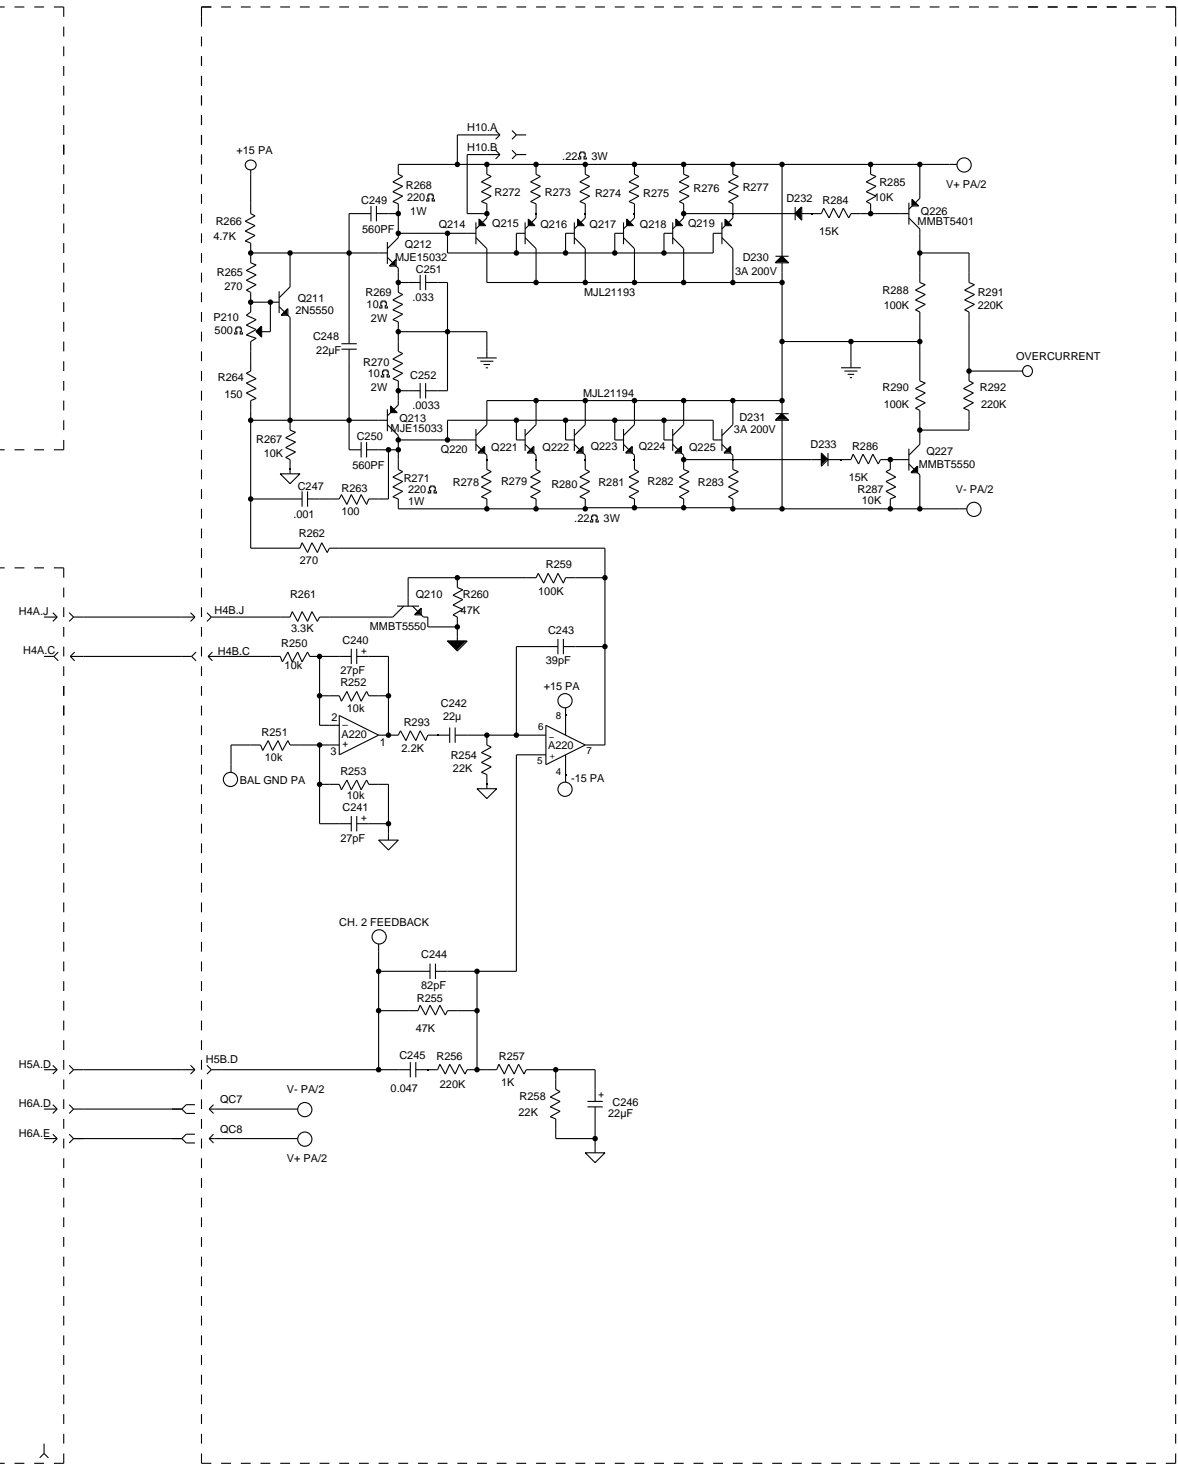 H10.A
H10.B
+15 PA
.22Ω 3W
R268
220Ω
1W
R272
R273
R274
R275
R276
R277
R285
10K
V+ PA/2
C249
560PF
D232
R284
15K
Q226
MMBT5401
R266
4.7K
Q214
Q215
Q216
Q217
Q218
Q219
Q212
MJE15032
C251
.033
D230
3A 200V
R265
270
Q211
2N5550
R269
10Ω
2W
MJL21193
R288
100K
R291
220K
P210
500Ω
C248
22µF
OVERCURRENT
R270
10Ω
2W
C252
.0033
R264
150
MJL21194
R290
100K
R292
220K
Q213
MJE15033
D231
3A 200V
R267
10K
C250
560PF
Q220
Q221
Q222
Q223
Q224
Q225
D233
R286
15K
Q227
MMBT5550
R271
220Ω
1W
R278
R279
R280
R281
R282
R283
R287
10K
V- PA/2
C247
.001
R263
100
.22Ω 3W
R262
270
R259
100K
H4A.J
H4B.J
R261
3.3K
Q210
MMBT5550
R260
47K
H4A.C
H4B.C
R250
10k
C240
+
27pF
C243
39pF
R252
10k
+15 PA
8
C242
22µ
R251
10k
2
−
A220
+
3
1
R293
2.2K
6
−
A220
+
5
7
R254
22K
4
-15 PA
BAL GND PA
R253
10k
C241
+
27pF
CH. 2 FEEDBACK
C244
82pF
R255
47K
H5A.D
H5B.D
C245
0.047
R256
220K
R257
1K
V- PA/2
H6A.D
QC7
R258
22K
+
C246
22µF
H6A.E
QC8
V+ PA/2